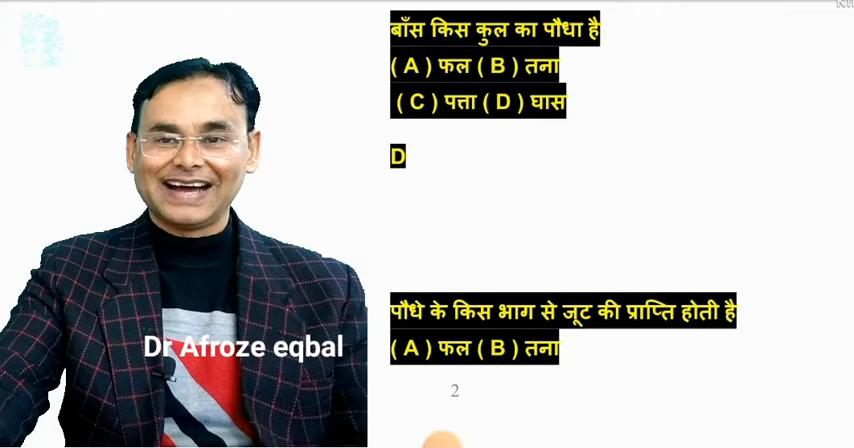 बाँस किस कुल का पौधा है
( A ) फल ( B ) तना
( C ) पत्ता ( D ) घास
D
पौधे के किस भाग से जूट की प्राप्ति होती है
( A ) फल ( B ) तना
Dr Afroze eqbal
2